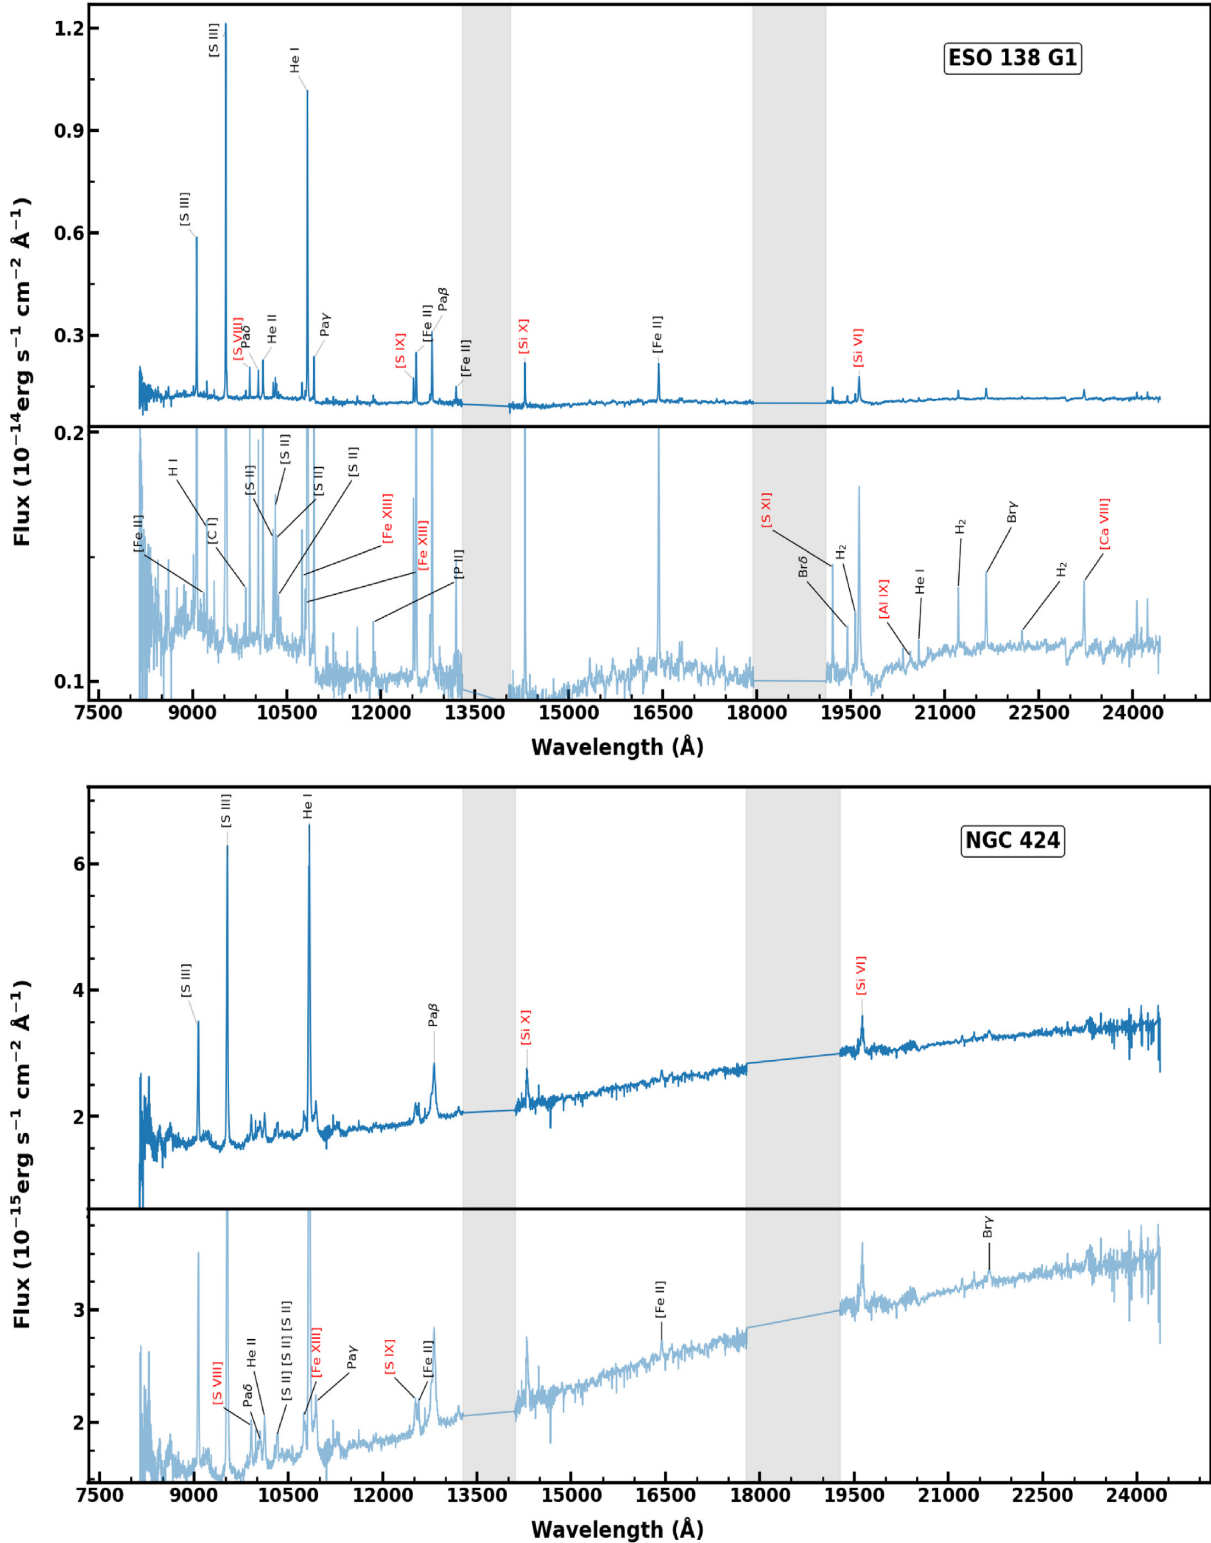 ESO 138 G1
1.2
0.9
0.6
0.3
[S III]
[S III]
[S VIII]
Paδ
He II
He I
Paγ
[S IX]
[Fe II]
Paβ
[Fe II]
[Si X]
[Fe II]
[Si VI]
Flux (10⁻¹⁴erg s⁻¹ cm⁻² Å⁻¹)
0.2
0.1
[Fe II]
H I
[C I]
[S II]
[S II]
[S II]
[S II]
[Fe XIII]
[Fe XIII]
[P II]
[S XI]
Brδ
H₂
[Al IX]
He I
H₂
Brγ
H₂
[Ca VIII]
7500 9000 10500 12000 13500 15000 16500 18000 19500 21000 22500 24000
Wavelength (Å)
NGC 424
6
4
2
[S III]
[S III]
He I
Paβ
[Si X]
[Si VI]
Flux (10⁻¹⁵erg s⁻¹ cm⁻² Å⁻¹)
3
2
[S VIII]
Paδ
He II
[S II] [S II] [S II]
[Fe XIII]
Paγ
[S IX]
[Fe II]
[Fe II]
Brγ
7500 9000 10500 12000 13500 15000 16500 18000 19500 21000 22500 24000
Wavelength (Å)